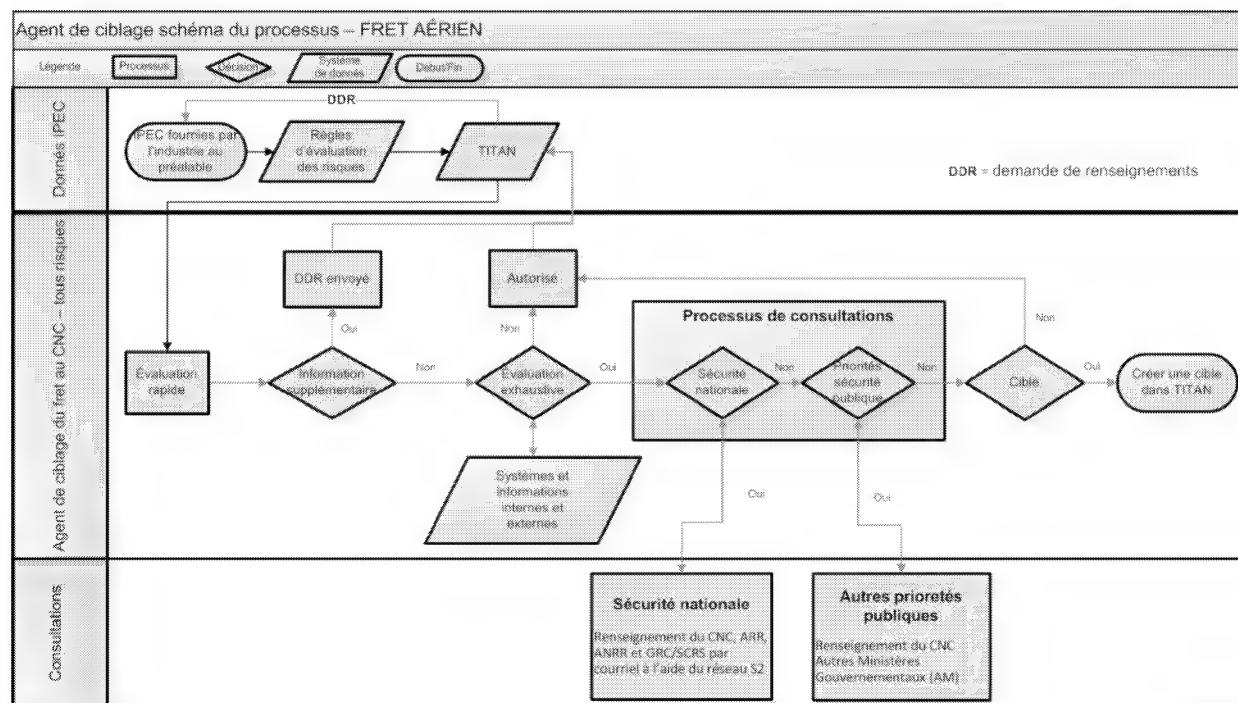 Agent de ciblage schéma du processus – FRET AÉRIEN
Légende
Processus
Décision
Système
de donnés
Début/Fin
Donnés IPEC
DDR
IPEC fournies par
l'industrie au
préalable
Règles
d'évaluation
des risques
TITAN
DDR = demande de renseignements
Agent de ciblage du fret au CNC – tous risques
DDR envoyé
Autorisé
Oui
Non
Non
Processus de consultations
Évaluation
rapide
Information
supplémentaire
Non
Évaluation
exhaustive
Oui
Sécurité
nationale
Non
Priorités
sécurité
publique
Non
Cible
Oui
Créer une cible
dans TITAN
Systèmes et
informations
internes et
externes
Oui
Oui
Consultations
Sécurité nationale
Renseignement du CNC, ARR,
ANRR et GRC/SCRS par
courriel à l'aide du réseau S2
Autres prioretés
publiques
Renseignement du CNC
Autres Ministères
Gouvernementaux (AM)